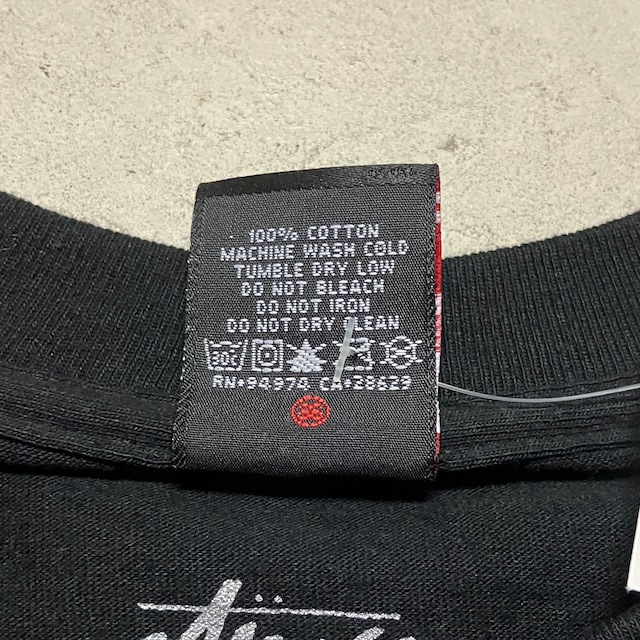 100% COTTON
MACHINE WASH COLD
TUMBLE DRY LOW
DO NOT BLEACH
DO NOT IRON
DO NOT DRY CLEAN
30c
RN•94974 CA•28629